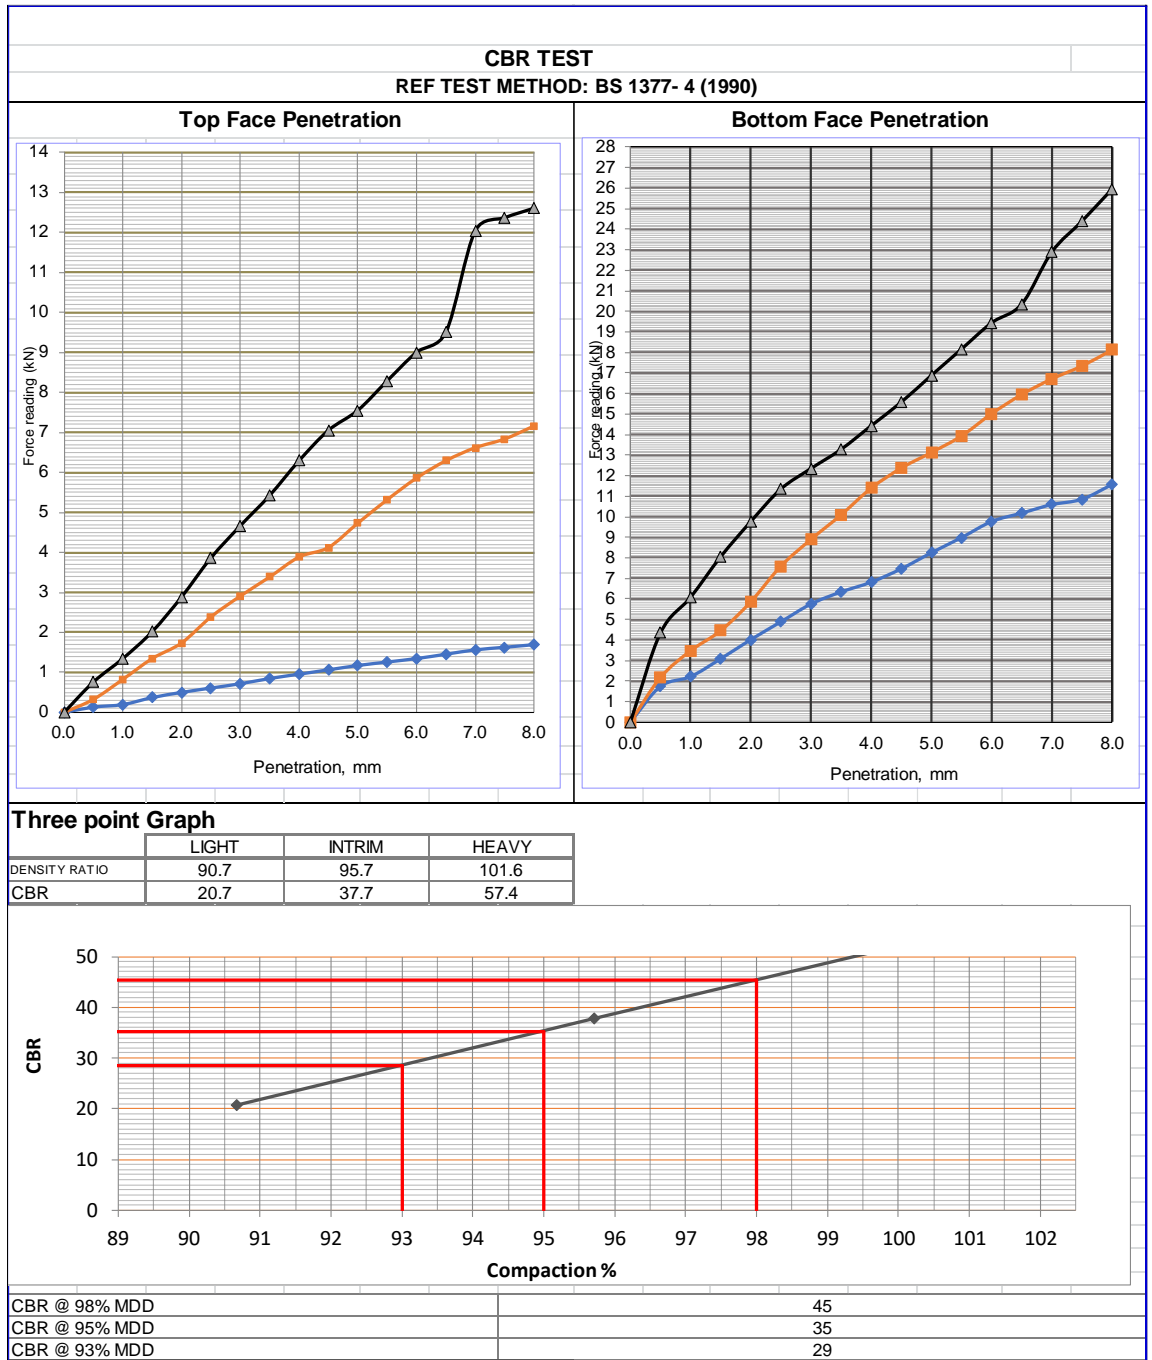 CBR TEST
REF TEST METHOD: BS 1377- 4 (1990)
Top Face Penetration
14
13
12
11
10
9
8
7
6
5
4
3
2
1
0
Force reading (kN)
0.0 1.0 2.0 3.0 4.0 5.0 6.0 7.0 8.0
Penetration, mm
Bottom Face Penetration
28
27
26
25
24
23
22
21
20
19
18
17
16
15
14
13
12
11
10
9
8
7
6
5
4
3
2
1
0
Force reading (kN)
0.0 1.0 2.0 3.0 4.0 5.0 6.0 7.0 8.0
Penetration, mm
Three point Graph
LIGHT INTRIM HEAVY
DENSITY RATIO 90.7 95.7 101.6
CBR 20.7 37.7 57.4
50
40
30
20
10
0
CBR
89 90 91 92 93 94 95 96 97 98 99 100 101 102
Compaction %
CBR @ 98% MDD 45
CBR @ 95% MDD 35
CBR @ 93% MDD 29